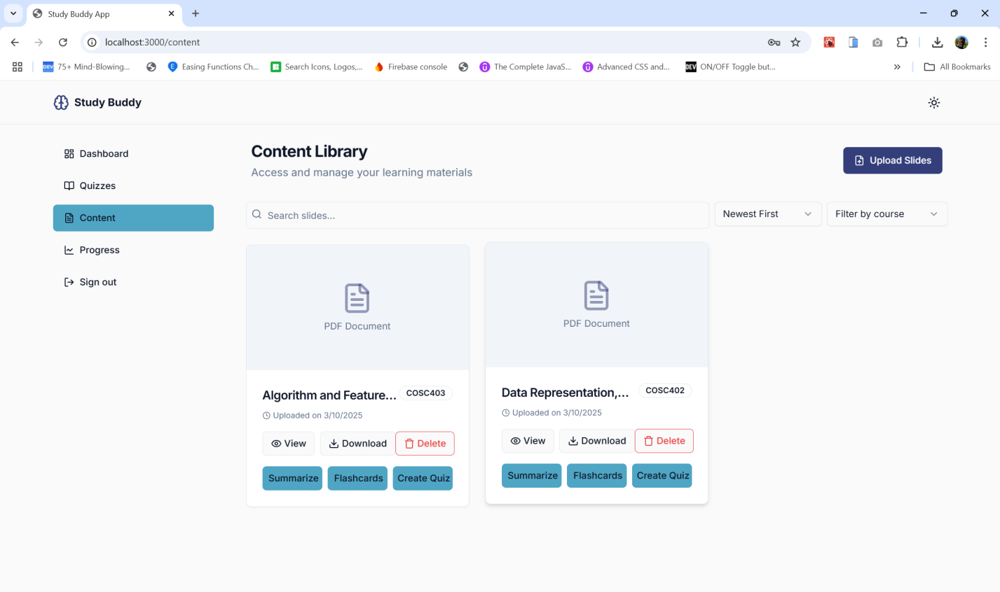 Study Buddy App
localhost:3000/content
DEV 75+ Mind-Blowing...
Easing Functions Ch...
Search Icons, Logos,...
Firebase console
The Complete JavaS...
Advanced CSS and...
DEV ON/OFF Toggle but...
All Bookmarks
Study Buddy
Dashboard
Quizzes
Content
Progress
Sign out
Content Library
Access and manage your learning materials
Upload Slides
Search slides...
Newest First
Filter by course
PDF Document
Algorithm and Feature... COSC403
Uploaded on 3/10/2025
View Download Delete
Summarize Flashcards Create Quiz
PDF Document
Data Representation,... COSC402
Uploaded on 3/10/2025
View Download Delete
Summarize Flashcards Create Quiz